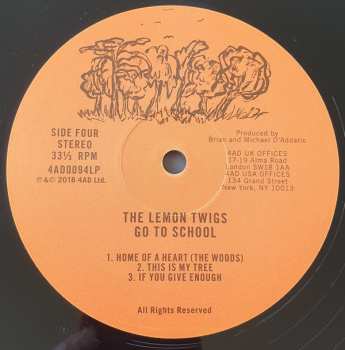 SIDE FOUR
STEREO
33⅓ RPM
4AD0094LP
℗ & © 2018 4AD Ltd.
Produced by
Brian and Michael D'Addario
4AD UK OFFICES
17-19 Alma Road
London SW18 1AA
4AD USA OFFICES
134 Grand Street
New York, NY 10013
THE LEMON TWIGS
GO TO SCHOOL
1. HOME OF A HEART (THE WOODS)
2. THIS IS MY TREE
3. IF YOU GIVE ENOUGH
All Rights Reserved